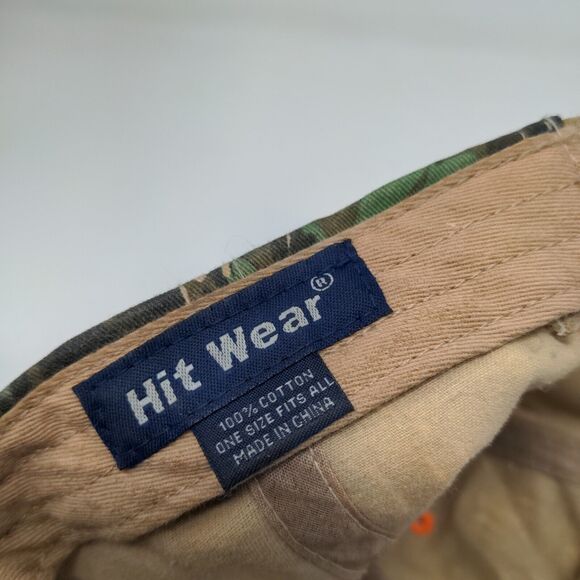 Hit Wear®
100% COTTON
ONE SIZE FITS ALL
MADE IN CHINA